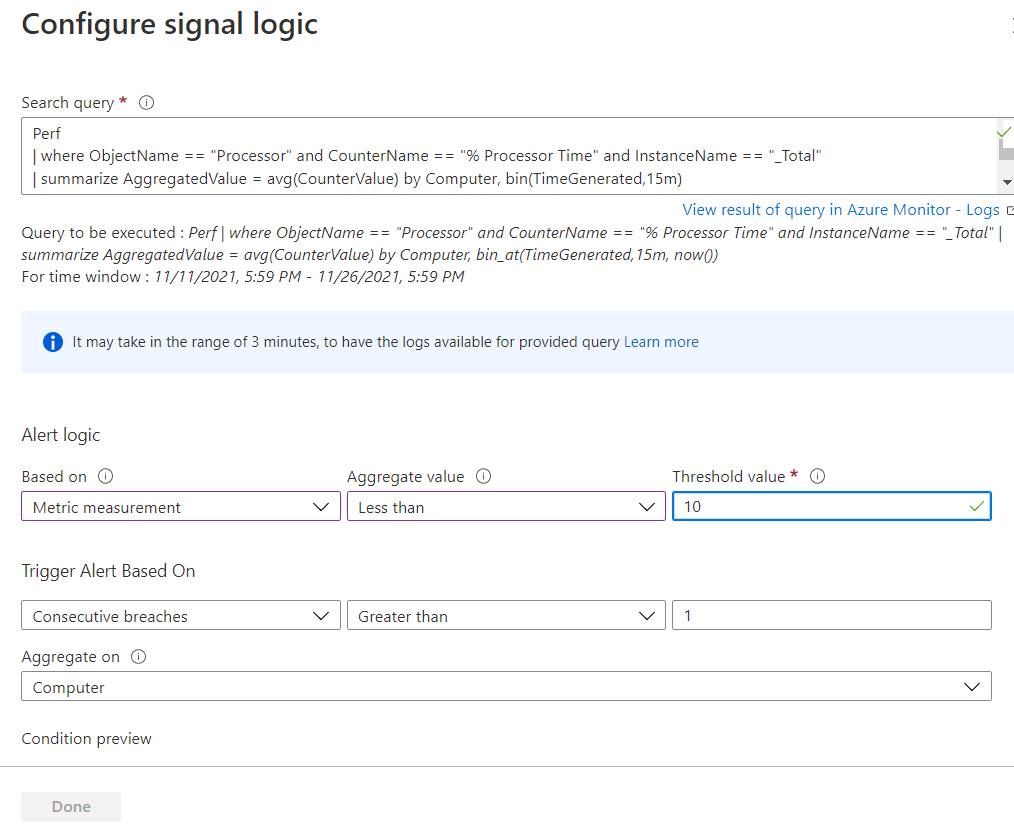 Configure signal logic
Search query *
Perf
| where ObjectName == "Processor" and CounterName == "% Processor Time" and InstanceName == "_Total"
| summarize AggregatedValue = avg(CounterValue) by Computer, bin(TimeGenerated,15m)
View result of query in Azure Monitor - Logs
Query to be executed : Perf | where ObjectName == "Processor" and CounterName == "% Processor Time" and InstanceName == "_Total" |
summarize AggregatedValue = avg(CounterValue) by Computer, bin_at(TimeGenerated,15m, now())
For time window : 11/11/2021, 5:59 PM - 11/26/2021, 5:59 PM
It may take in the range of 3 minutes, to have the logs available for provided query Learn more
Alert logic
Based on Aggregate value Threshold value *
Metric measurement Less than 10
Trigger Alert Based On
Consecutive breaches Greater than 1
Aggregate on
Computer
Condition preview
Done